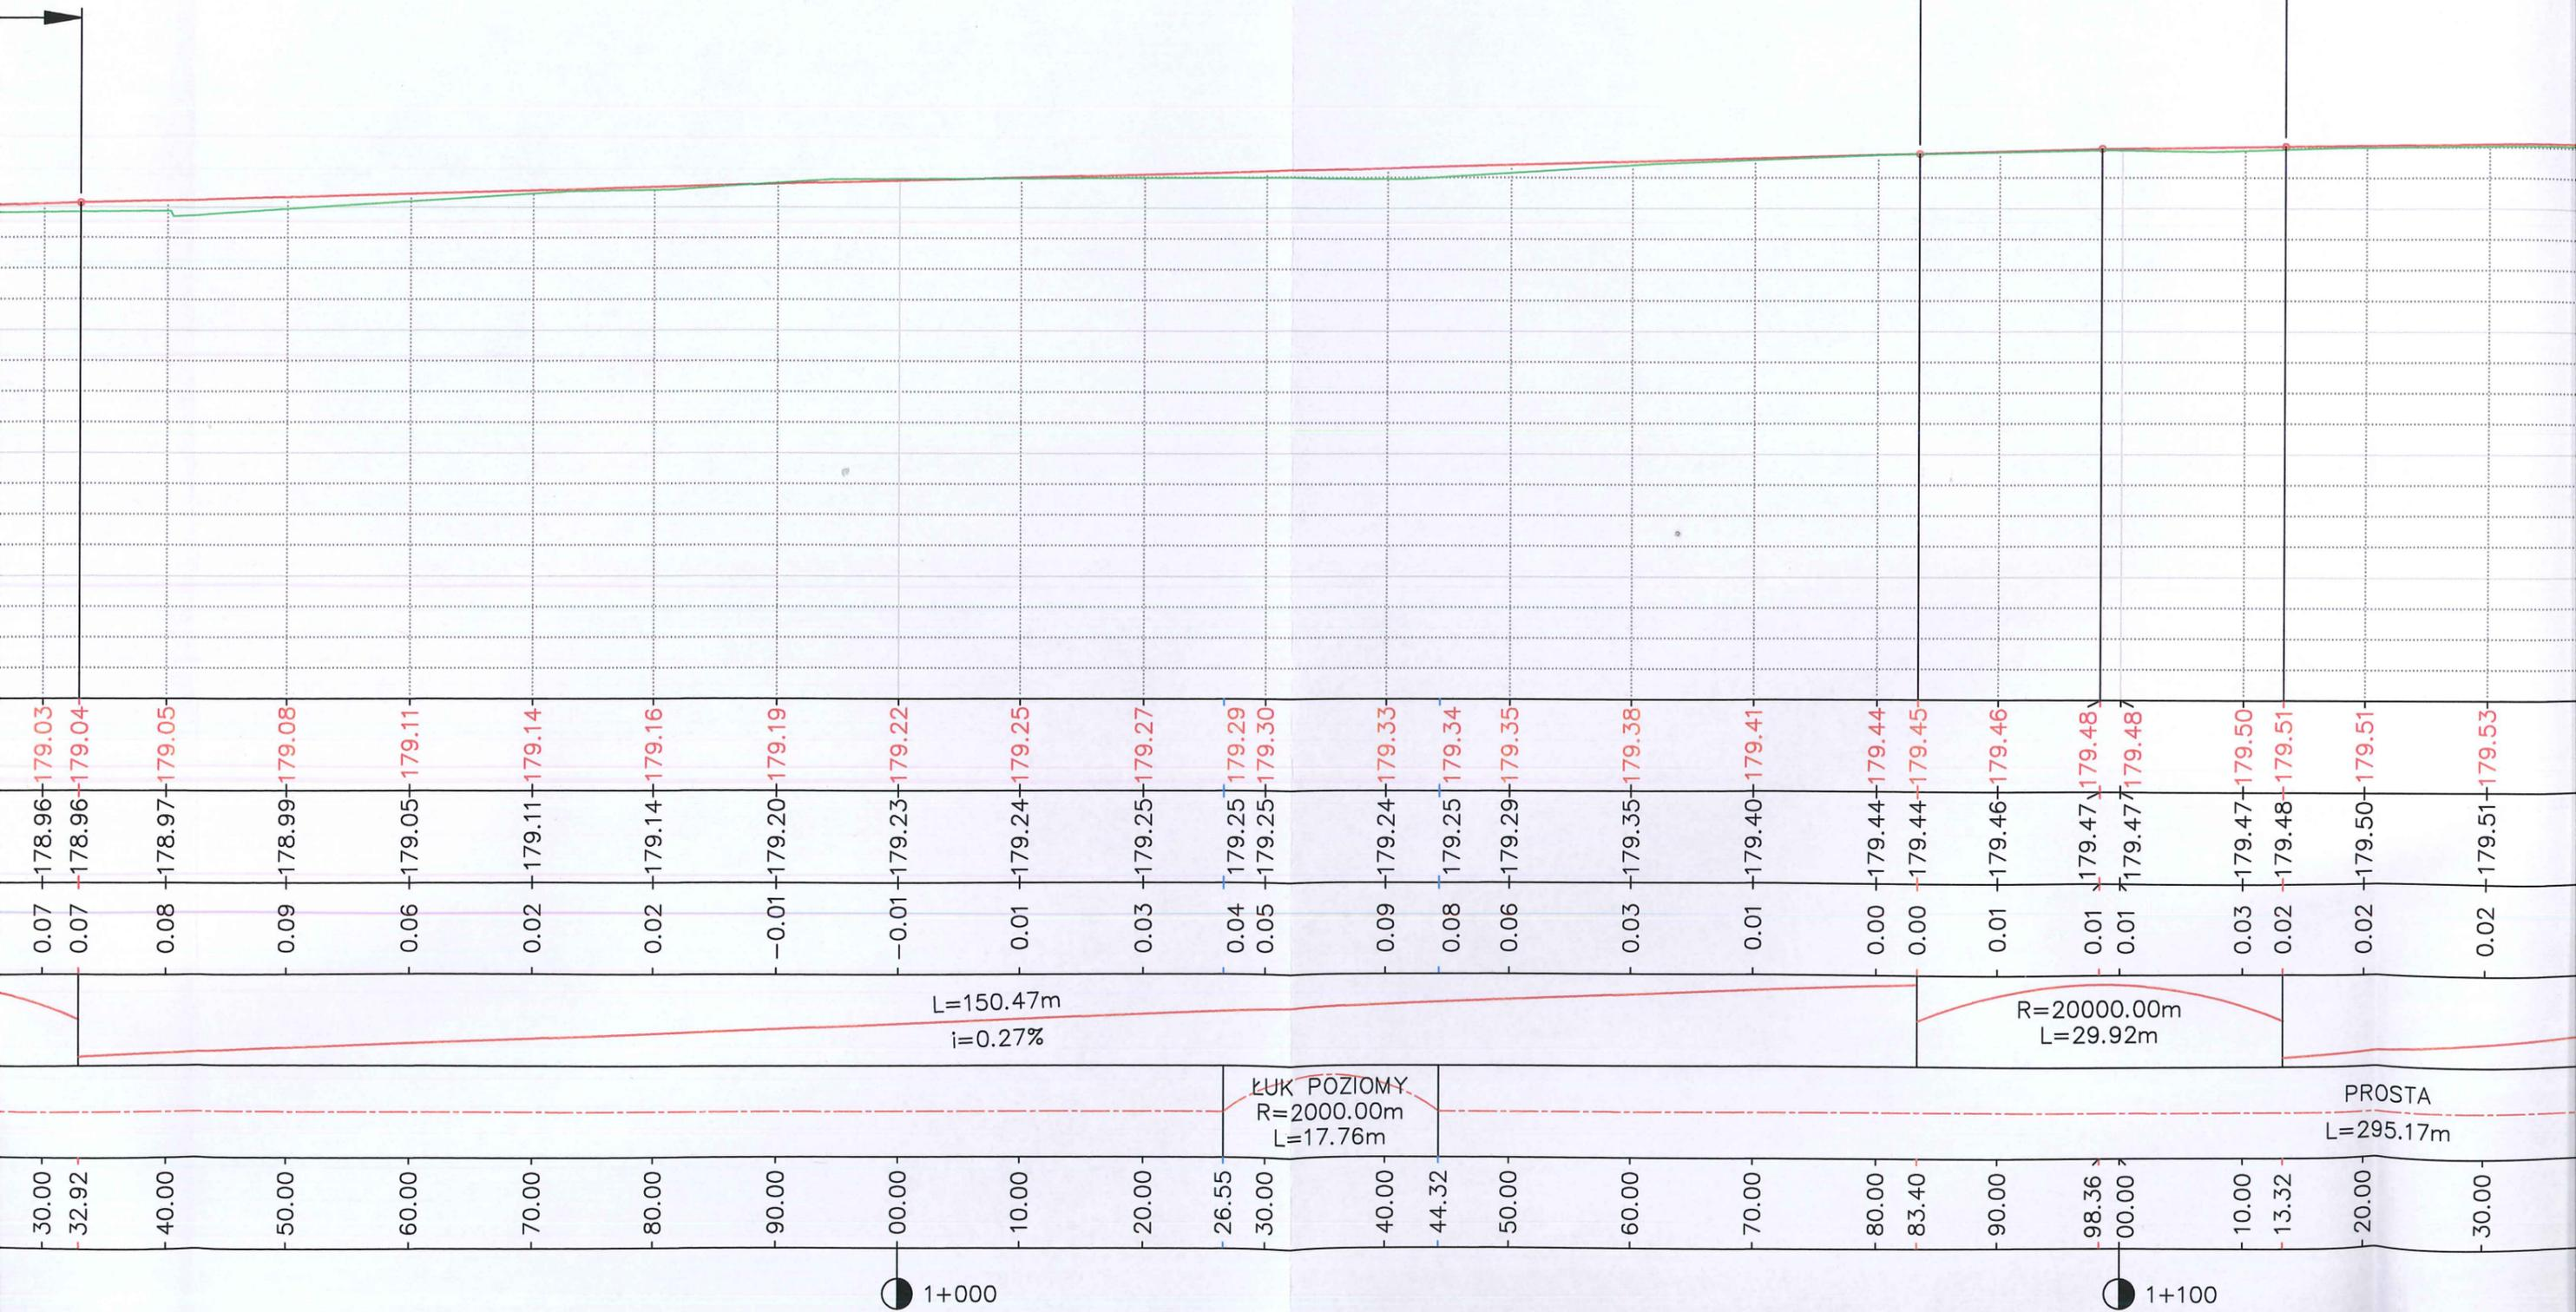 179.03 179.04 179.05 179.08 179.11 179.14 179.16 179.19 179.22 179.25 179.27 179.29 179.30 179.33 179.34 179.35 179.38 179.41 179.44 179.45 179.46 179.48 179.48 179.50 179.51 179.51 179.53
178.96 178.96 178.97 178.99 179.05 179.11 179.14 179.20 179.23 179.24 179.25 179.25 179.25 179.24 179.25 179.29 179.35 179.40 179.44 179.44 179.46 179.47 179.47 179.47 179.48 179.50 179.51
0.07 0.07 0.08 0.09 0.06 0.02 0.02 -0.01 -0.01 0.01 0.03 0.04 0.05 0.09 0.08 0.06 0.03 0.01 0.00 0.00 0.01 0.01 0.01 0.03 0.02 0.02 0.02
L=150.47m
i=0.27%
R=20000.00m
L=29.92m
ŁUK POZIOMY
R=2000.00m
L=17.76m
PROSTA
L=295.17m
30.00 32.92 40.00 50.00 60.00 70.00 80.00 90.00 00.00 10.00 20.00 26.55 30.00 40.00 44.32 50.00 60.00 70.00 80.00 83.40 90.00 98.36 00.00 10.00 13.32 20.00 30.00
1+000
1+100